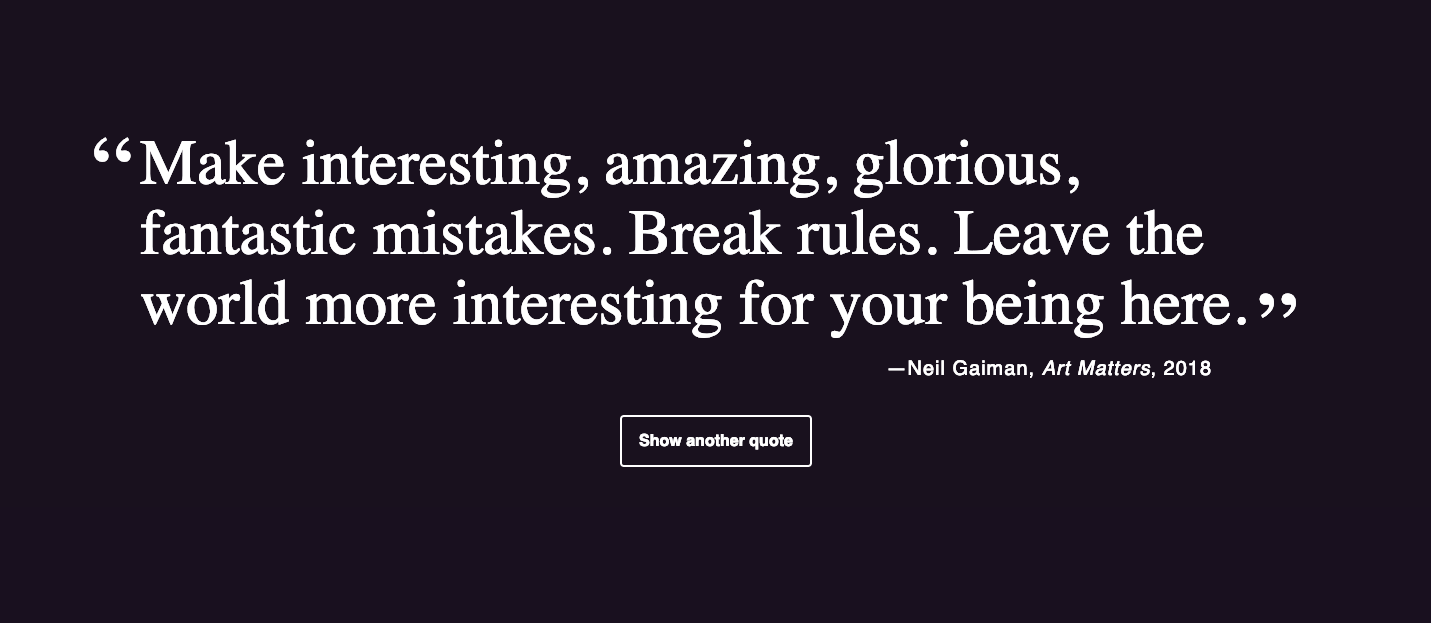 “Make interesting, amazing, glorious,
fantastic mistakes. Break rules. Leave the
world more interesting for your being here.”
—Neil Gaiman, Art Matters, 2018
Show another quote